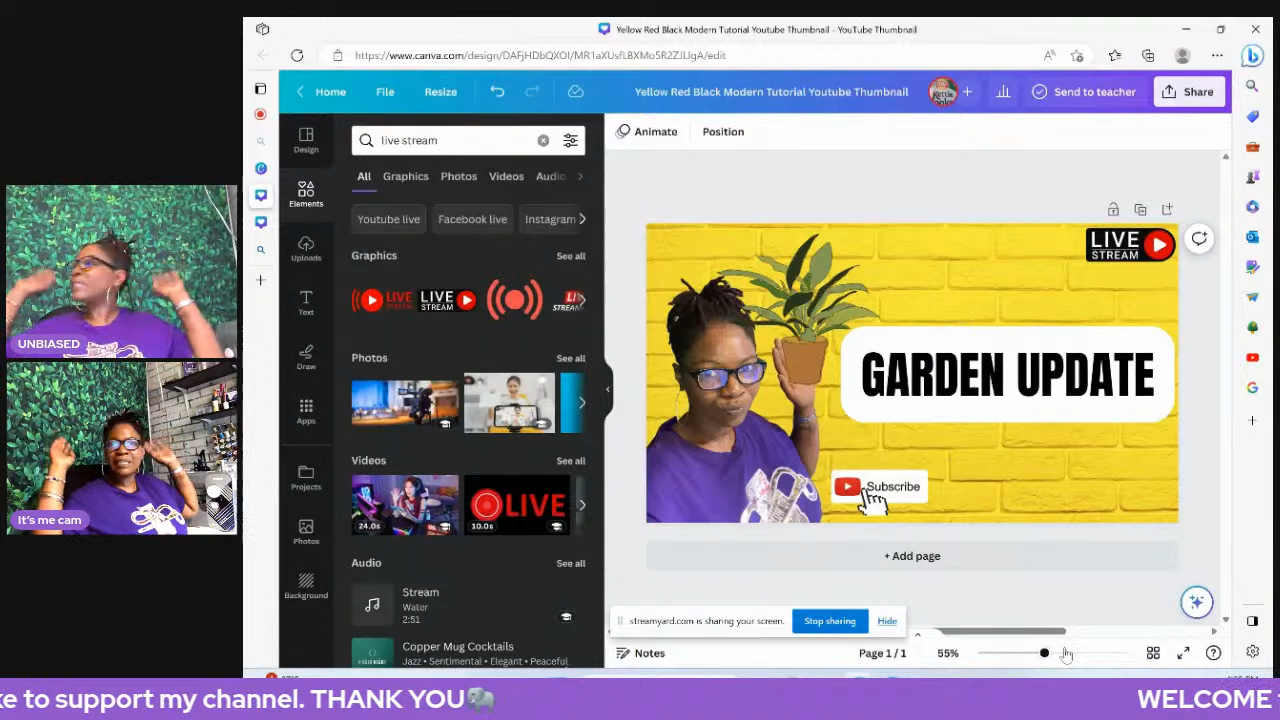 Yellow Red Black Modern Tutorial Youtube Thumbnail - YouTube Thumbnail
https://www.canva.com/design/DAFjHDbQXOI/MR1aXUsfLBXMo5R2ZJLIgA/edit
Home File Resize Yellow Red Black Modern Tutorial Youtube Thumbnail Send to teacher Share
Design
live stream
Animate Position
Elements
All Graphics Photos Videos Audio
Youtube live Facebook live Instagram
Uploads
Graphics See all
LIVE LIVE STREAM
Text
Photos See all
Draw
Apps
Videos See all
24.0s LIVE 10.0s
Projects
Photos
Audio See all
Background
Stream
Water
2:51
Copper Mug Cocktails
Jazz • Sentimental • Elegant • Peaceful
LIVE
STREAM
GARDEN UPDATE
Subscribe
+ Add page
streamyard.com is sharing your screen. Stop sharing Hide
Notes Page 1 / 1 55%
UNBIASED
It's me cam
ke to support my channel. THANK YOU🐘 WELCOME